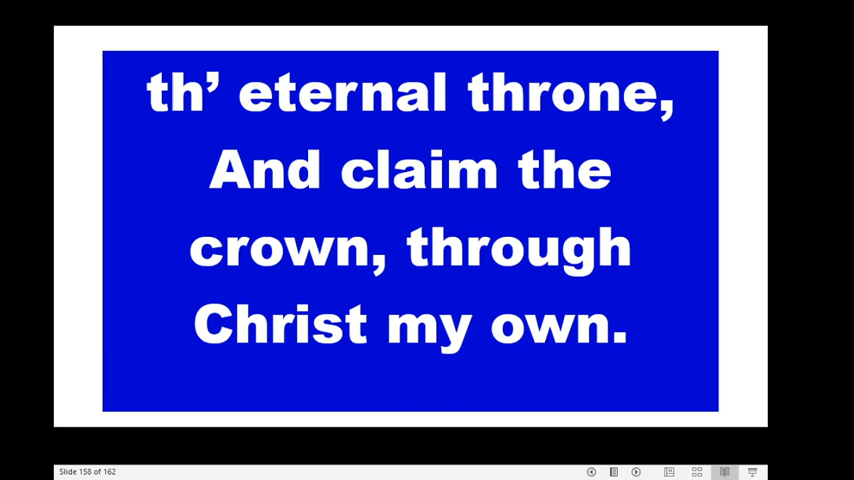 th’ eternal throne,
And claim the
crown, through
Christ my own.
Slide 158 of 162